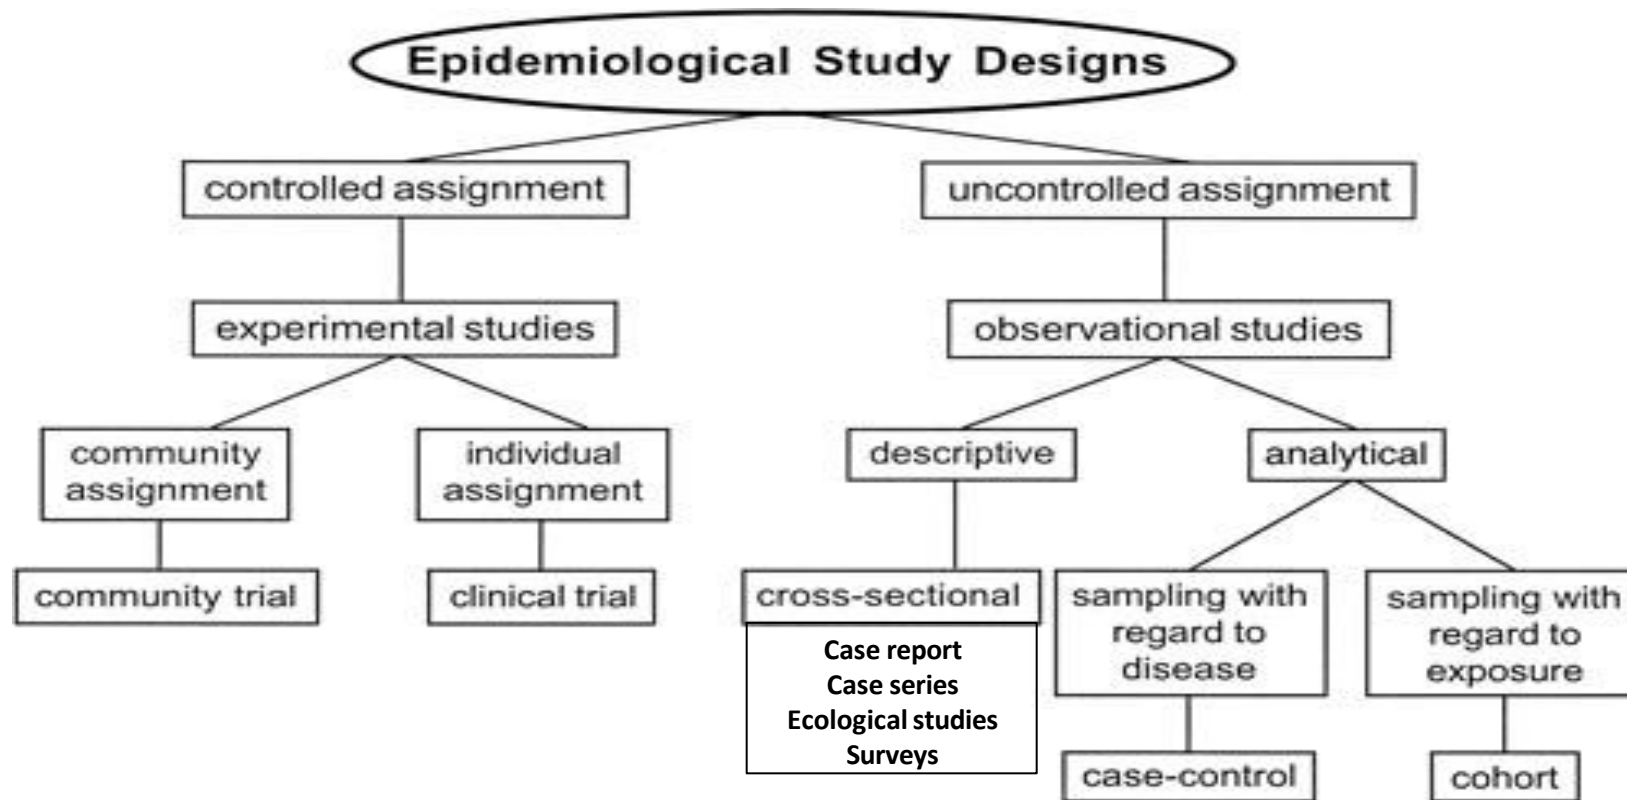 Epidemiological Study Designs
controlled assignment
uncontrolled assignment
experimental studies
observational studies
community
assignment
individual
assignment
descriptive
analytical
community trial
clinical trial
cross-sectional
Case report
Case series
Ecological studies
Surveys
sampling with
regard to
disease
sampling with
regard to
exposure
case-control
cohort